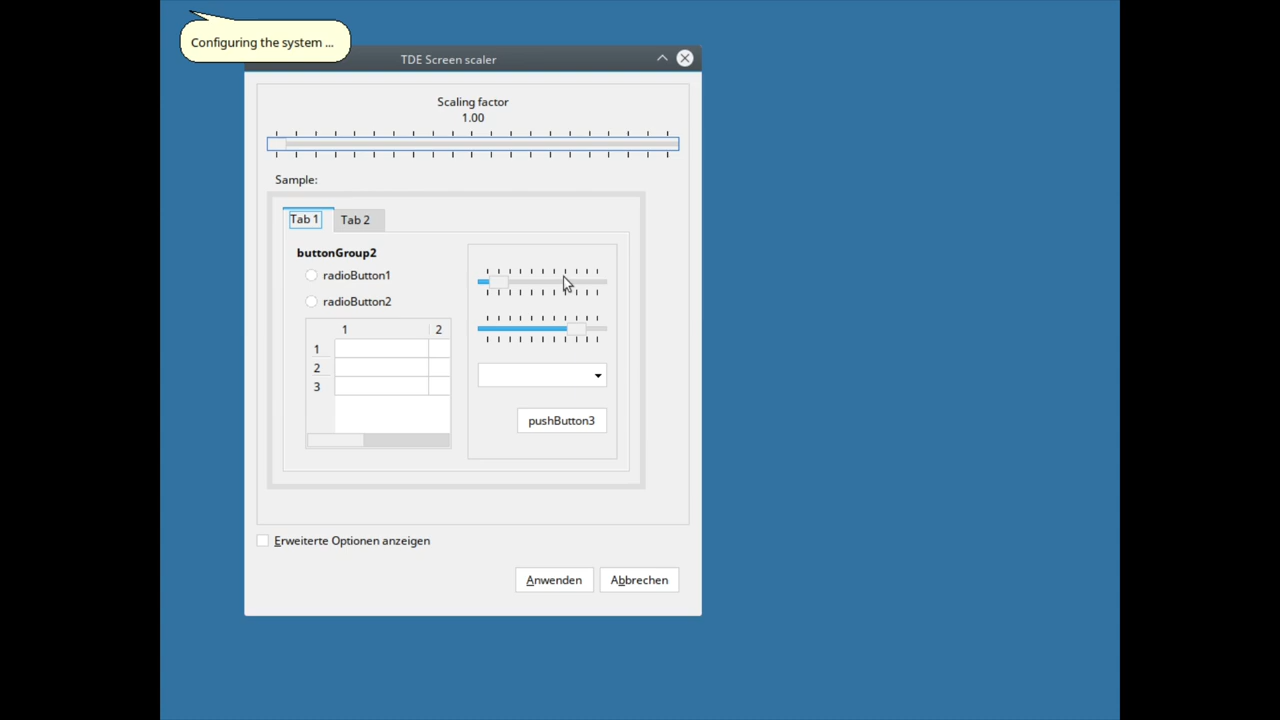 Configuring the system ...
TDE Screen scaler
Scaling factor
1.00
Sample:
Tab 1 Tab 2
buttonGroup2
radioButton1
radioButton2
1 2
1
2
3
pushButton3
Erweiterte Optionen anzeigen
Anwenden Abbrechen